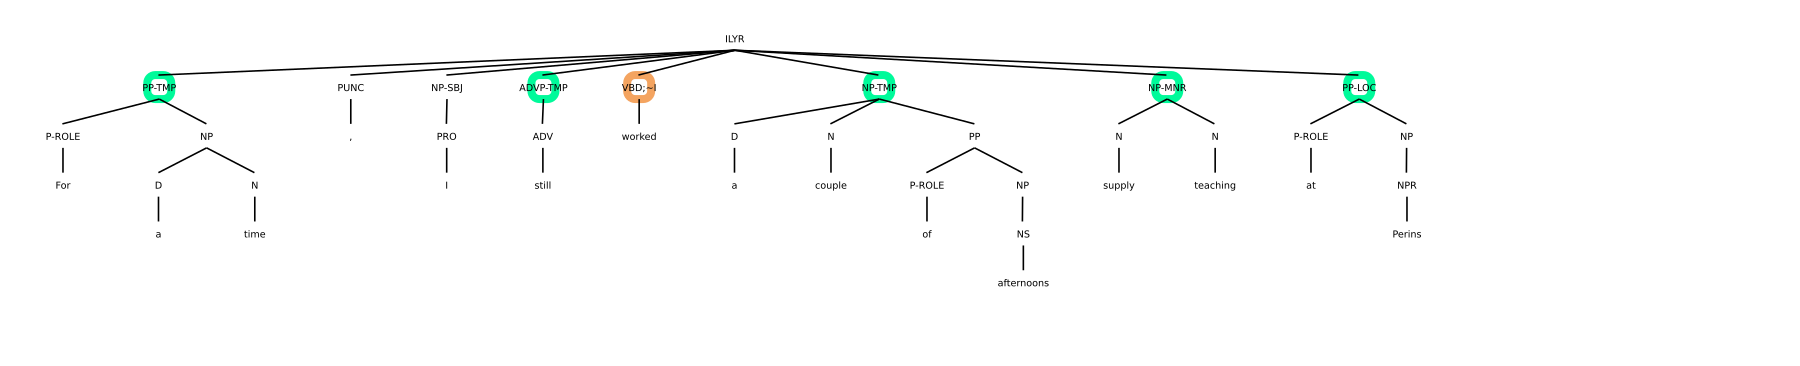 ILYR
PP-TMP PUNC NP-SBJ ADVP-TMP VBD;~I NP-TMP NP-MNR PP-LOC
P-ROLE NP , PRO ADV worked D N PP N N P-ROLE NP
For D N I still a couple P-ROLE NP supply teaching at NPR
a time of NS Perins
afternoons